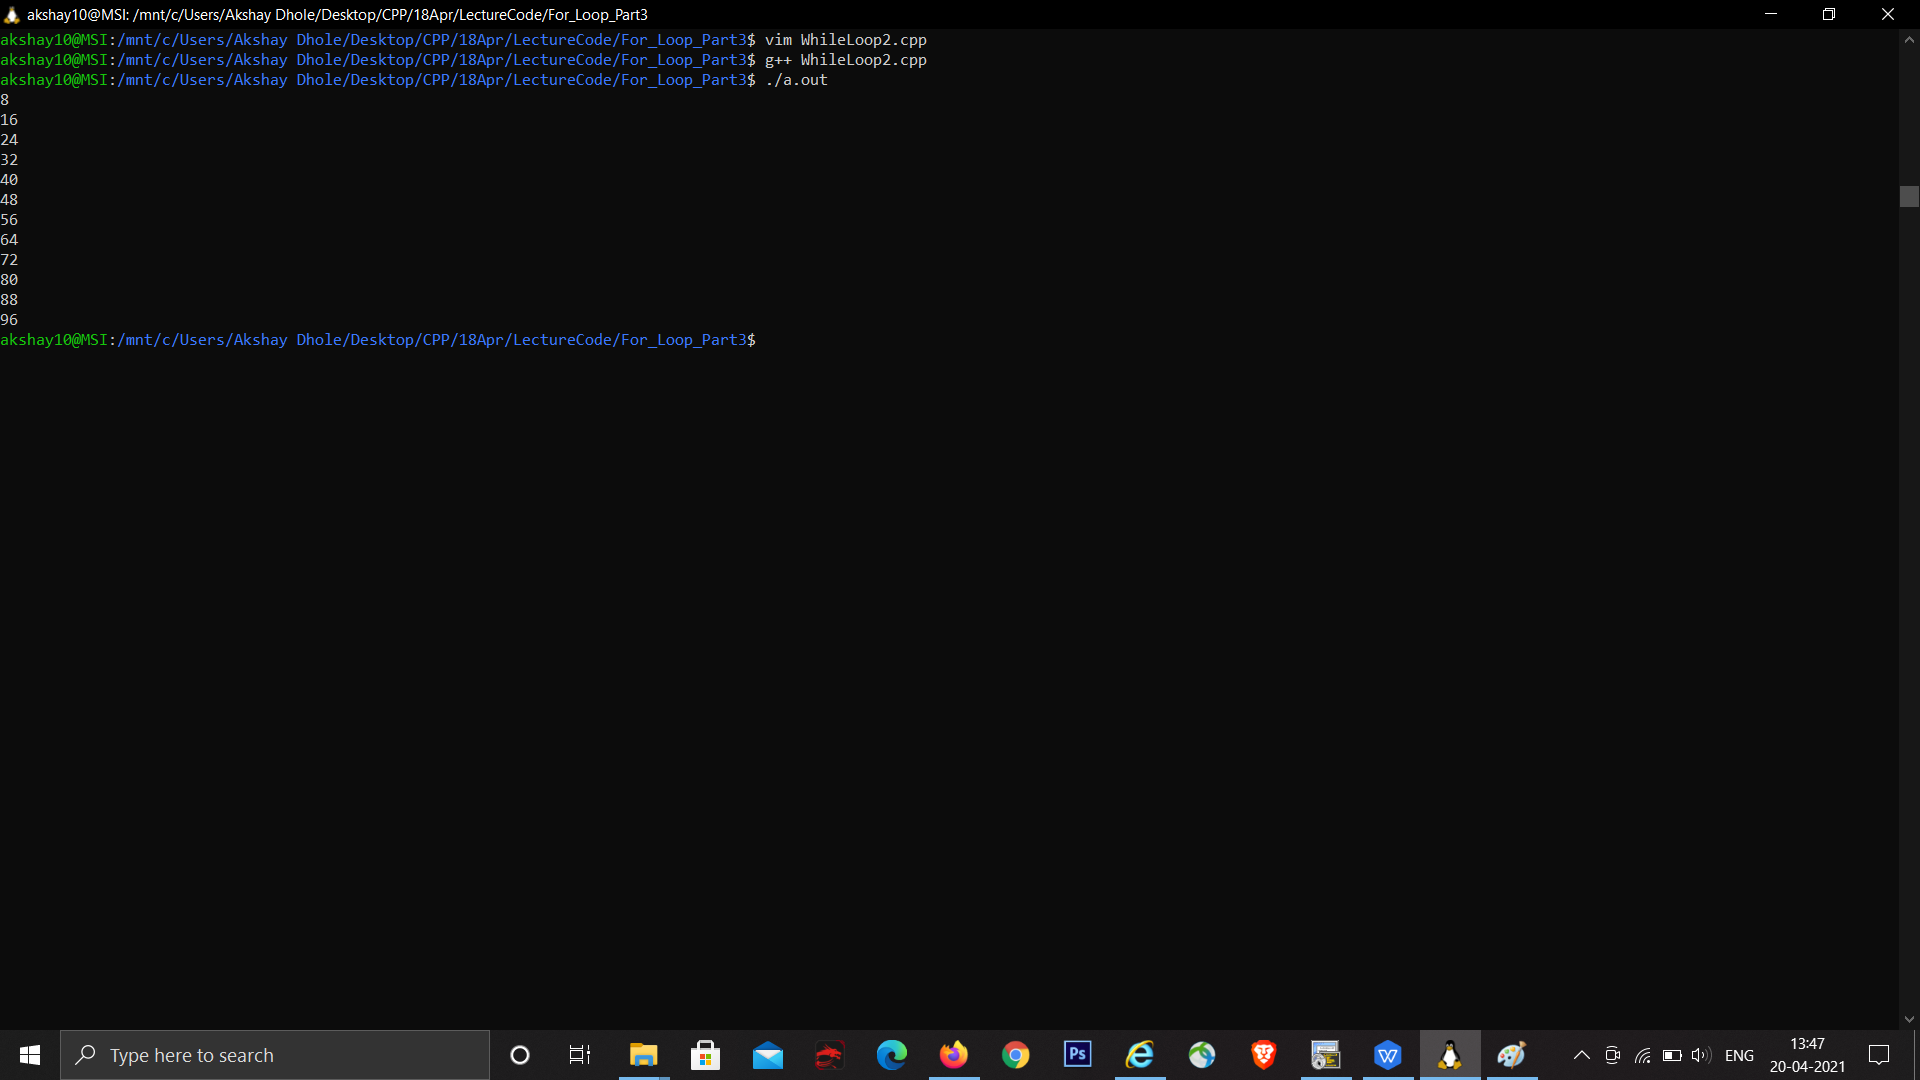 akshay10@MSI: /mnt/c/Users/Akshay Dhole/Desktop/CPP/18Apr/LectureCode/For_Loop_Part3
akshay10@MSI:/mnt/c/Users/Akshay Dhole/Desktop/CPP/18Apr/LectureCode/For_Loop_Part3$ vim WhileLoop2.cpp
akshay10@MSI:/mnt/c/Users/Akshay Dhole/Desktop/CPP/18Apr/LectureCode/For_Loop_Part3$ g++ WhileLoop2.cpp
akshay10@MSI:/mnt/c/Users/Akshay Dhole/Desktop/CPP/18Apr/LectureCode/For_Loop_Part3$ ./a.out
8
16
24
32
40
48
56
64
72
80
88
96
akshay10@MSI:/mnt/c/Users/Akshay Dhole/Desktop/CPP/18Apr/LectureCode/For_Loop_Part3$
Type here to search
Ps
W
ENG
13:47
20-04-2021